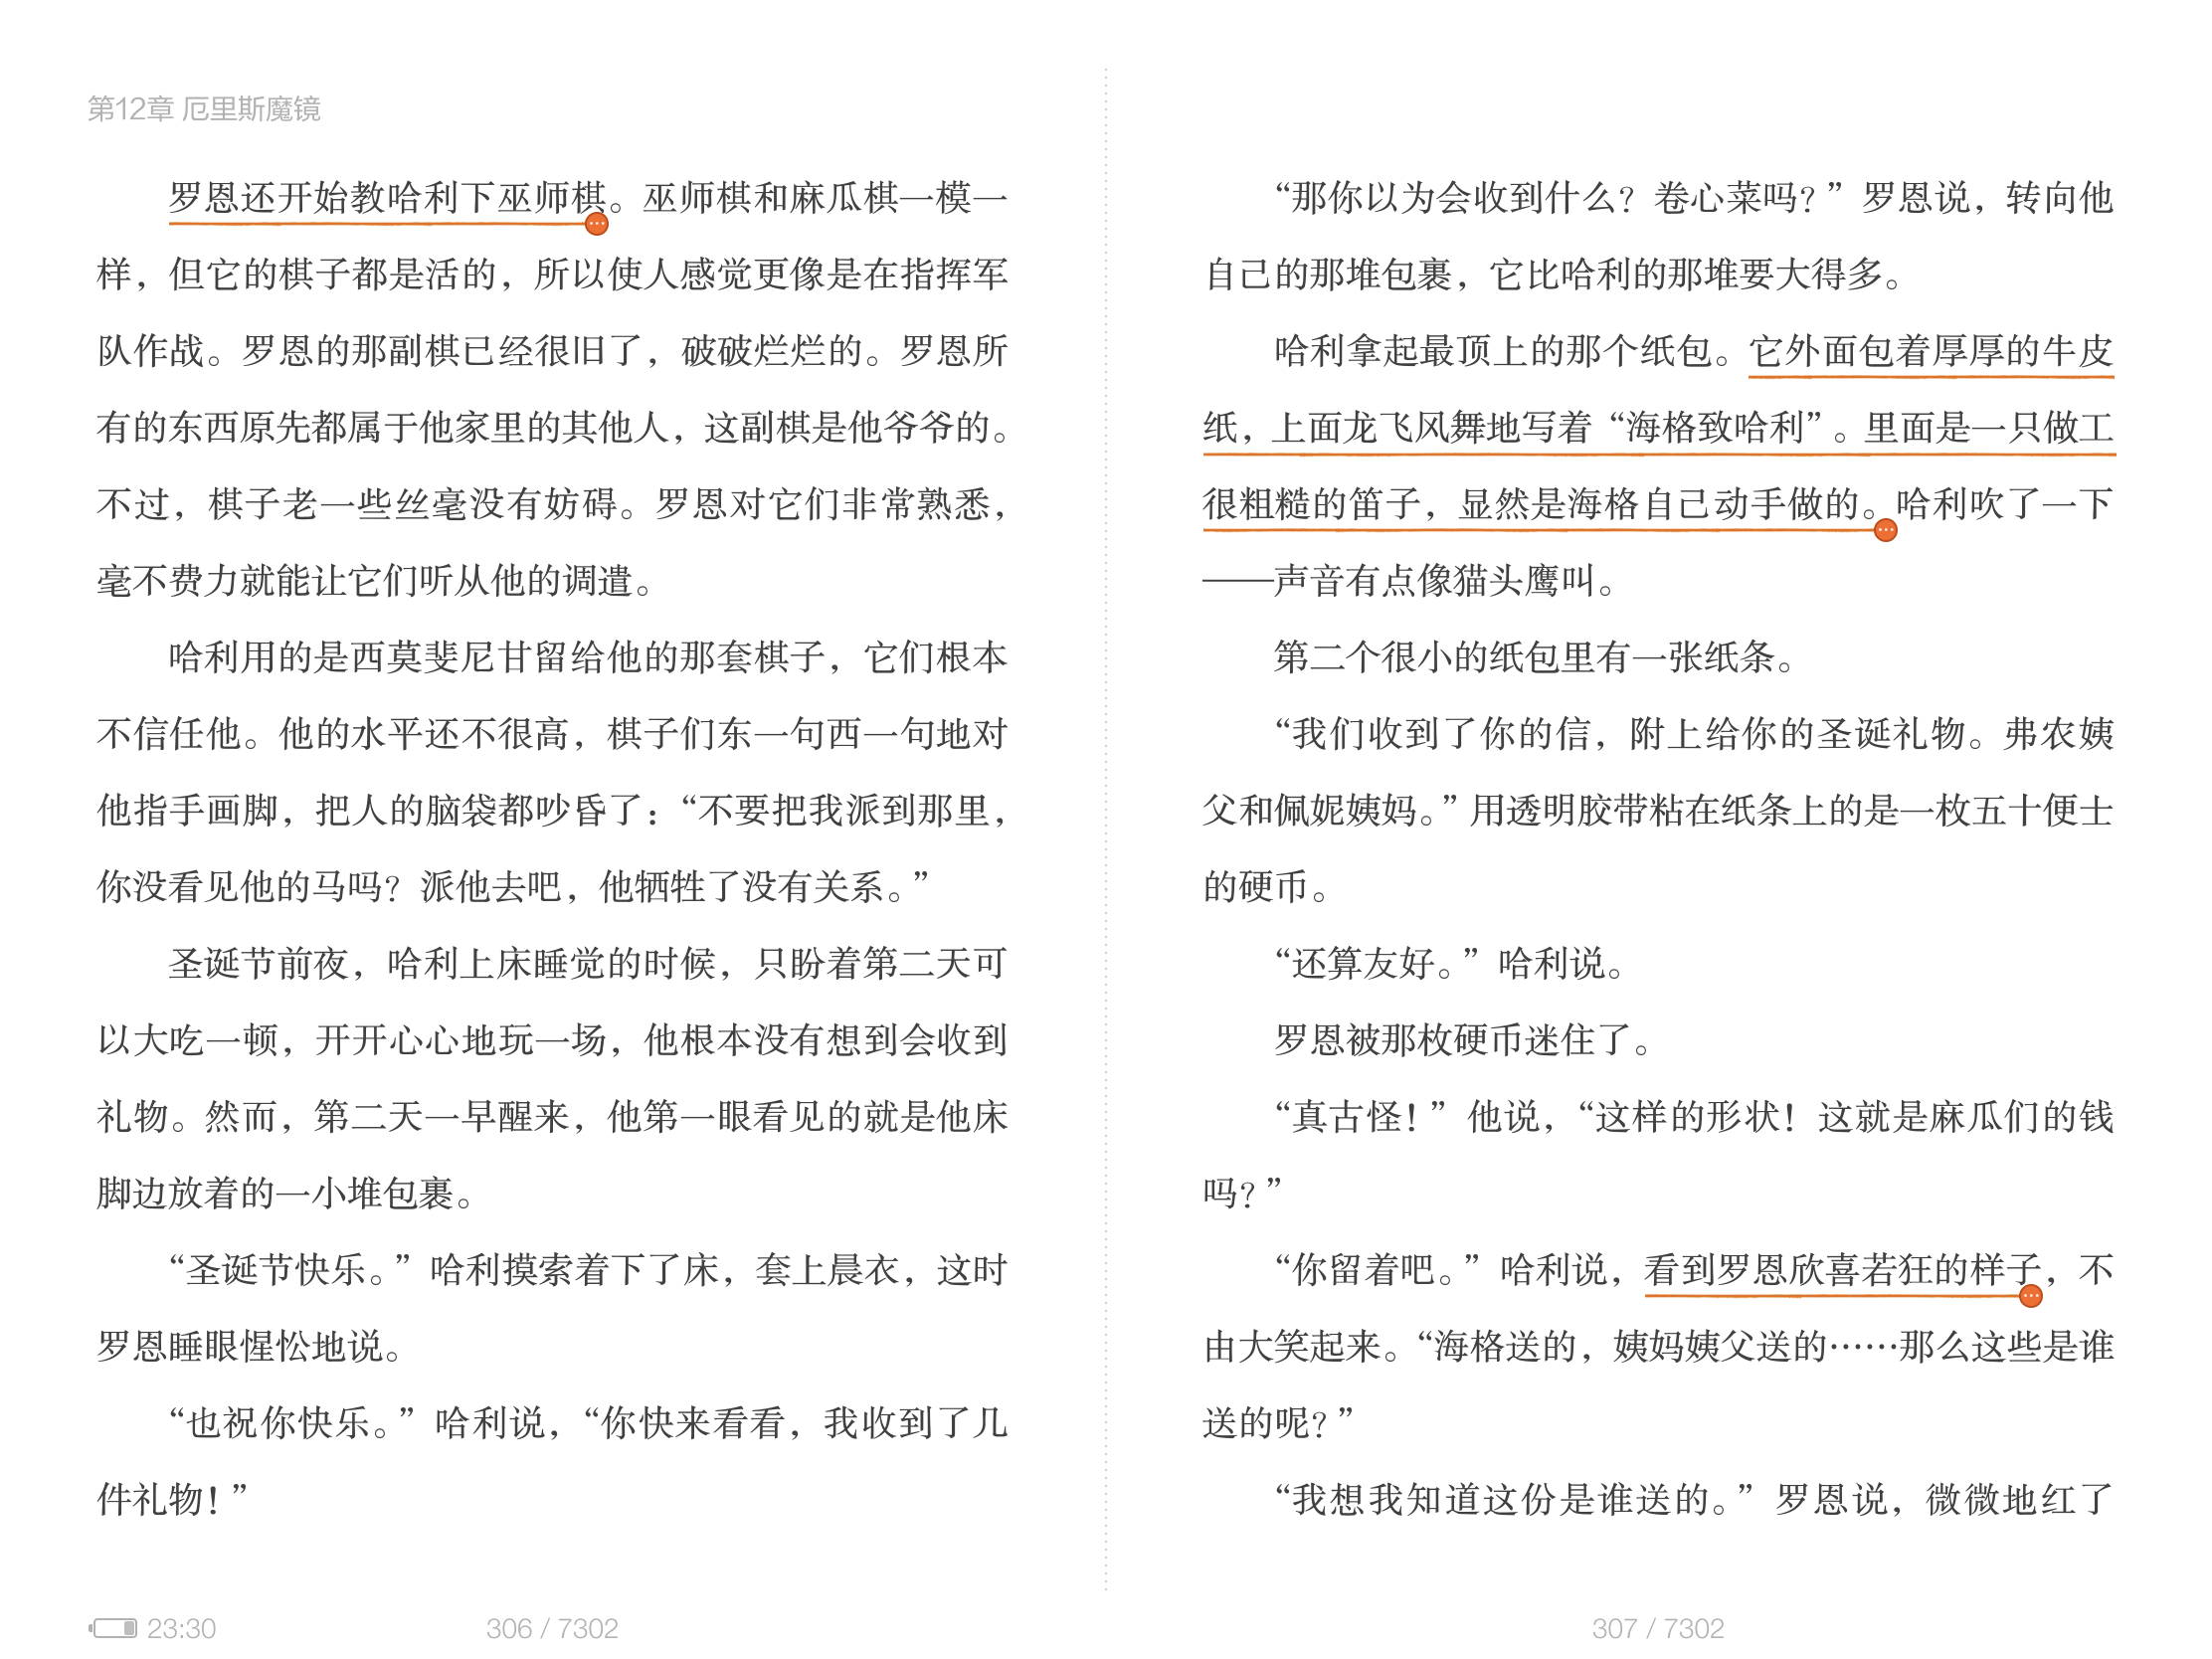 第12章 厄里斯魔镜
罗恩还开始教哈利下巫师棋。巫师棋和麻瓜棋一模一
样，但它的棋子都是活的，所以使人感觉更像是在指挥军
队作战。罗恩的那副棋已经很旧了，破破烂烂的。罗恩所
有的东西原先都属于他家里的其他人，这副棋是他爷爷的。
不过，棋子老一些丝毫没有妨碍。罗恩对它们非常熟悉，
毫不费力就能让它们听从他的调遣。
哈利用的是西莫斐尼甘留给他的那套棋子，它们根本
不信任他。他的水平还不很高，棋子们东一句西一句地对
他指手画脚，把人的脑袋都吵昏了：“不要把我派到那里，
你没看见他的马吗？派他去吧，他牺牲了没有关系。”
圣诞节前夜，哈利上床睡觉的时候，只盼着第二天可
以大吃一顿，开开心心地玩一场，他根本没有想到会收到
礼物。然而，第二天一早醒来，他第一眼看见的就是他床
脚边放着的一小堆包裹。
“圣诞节快乐。”哈利摸索着下了床，套上晨衣，这时
罗恩睡眼惺忪地说。
“也祝你快乐。”哈利说，“你快来看看，我收到了几
件礼物！”
23:30
306 / 7302
“那你以为会收到什么？卷心菜吗？”罗恩说，转向他
自己的那堆包裹，它比哈利的那堆要大得多。
哈利拿起最顶上的那个纸包。它外面包着厚厚的牛皮
纸，上面龙飞风舞地写着“海格致哈利”。里面是一只做工
很粗糙的笛子，显然是海格自己动手做的。哈利吹了一下
——声音有点像猫头鹰叫。
第二个很小的纸包里有一张纸条。
“我们收到了你的信，附上给你的圣诞礼物。弗农姨
父和佩妮姨妈。”用透明胶带粘在纸条上的是一枚五十便士
的硬币。
“还算友好。”哈利说。
罗恩被那枚硬币迷住了。
“真古怪！”他说，“这样的形状！这就是麻瓜们的钱
吗？”
“你留着吧。”哈利说，看到罗恩欣喜若狂的样子，不
由大笑起来。“海格送的，姨妈姨父送的……那么这些是谁
送的呢？”
“我想我知道这份是谁送的。”罗恩说，微微地红了
307 / 7302